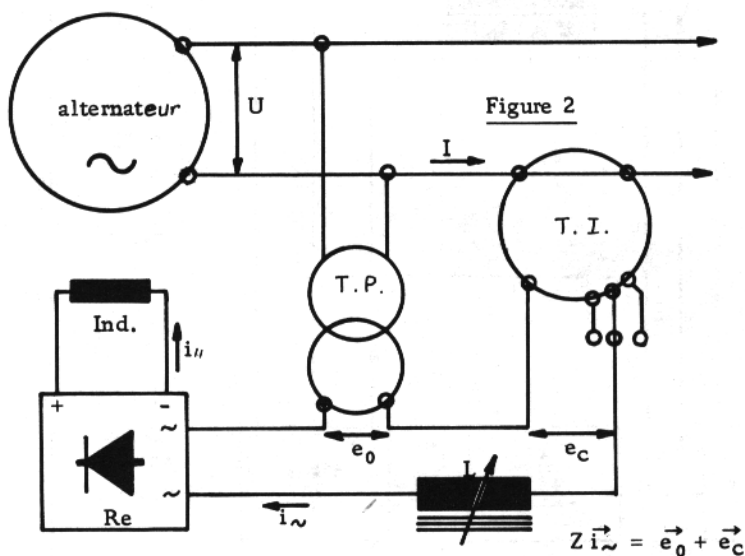 alternateur
U
Figure 2
I
T.P.
T.I.
Ind.
i//
+ -
~
~
Re
e0
ec
L
i~
Z i~ = e0 + ec